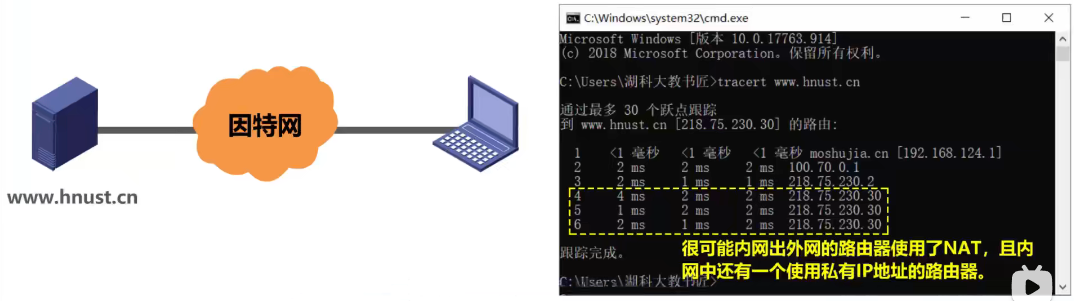 因特网
www.hnust.cn
C:\Windows\system32\cmd.exe
Microsoft Windows [版本 10.0.17763.914]
(c) 2018 Microsoft Corporation。保留所有权利。
C:\Users\湖科大教书匠>tracert www.hnust.cn
通过最多 30 个跃点跟踪
到 www.hnust.cn [218.75.230.30] 的路由:
1 <1 毫秒 <1 毫秒 <1 毫秒 moshujia.cn [192.168.124.1]
2 2 ms 2 ms 2 ms 100.70.0.1
3 2 ms 1 ms 1 ms 218.75.230.2
4 4 ms 2 ms 2 ms 218.75.230.30
5 1 ms 2 ms 2 ms 218.75.230.30
6 2 ms 1 ms 2 ms 218.75.230.30
跟踪完成。
很可能内网出外网的路由器使用了NAT，且内
网中还有一个使用私有IP地址的路由器。
C:\Users\湖科大教书匠>